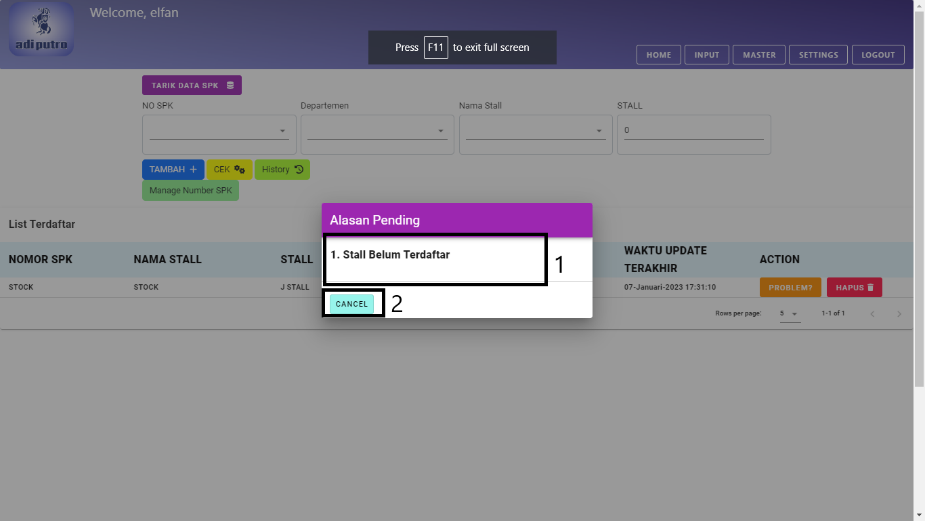 Welcome, elfan
adiputro
Press F11 to exit full screen
HOME INPUT MASTER SETTINGS LOGOUT
TARIK DATA SPK
NO SPK Departemen Nama Stall STALL
0
TAMBAH + CEK History
Manage Number SPK
Alasan Pending
List Terdaftar
1. Stall Belum Terdaftar 1
NOMOR SPK NAMA STALL STALL WAKTU UPDATE TERAKHIR ACTION
STOCK STOCK J STALL 07-Januari-2023 17:31:10 PROBLEM? HAPUS
CANCEL 2
Rows per page: 5 1-1 of 1